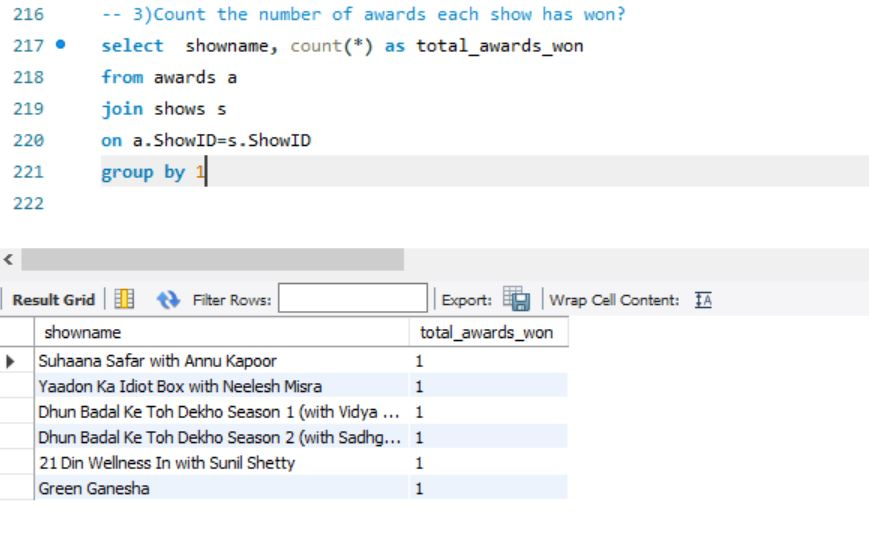 216 -- 3)Count the number of awards each show has won?
217 select showname, count(*) as total_awards_won
218 from awards a
219 join shows s
220 on a.ShowID=s.ShowID
221 group by 1
222
Result Grid Filter Rows: Export: Wrap Cell Content: IA
showname total_awards_won
Suhaana Safar with Annu Kapoor 1
Yaadon Ka Idiot Box with Neelesh Misra 1
Dhun Badal Ke Toh Dekho Season 1 (with Vidya ... 1
Dhun Badal Ke Toh Dekho Season 2 (with Sadhg... 1
21 Din Wellness In with Sunil Shetty 1
Green Ganesha 1